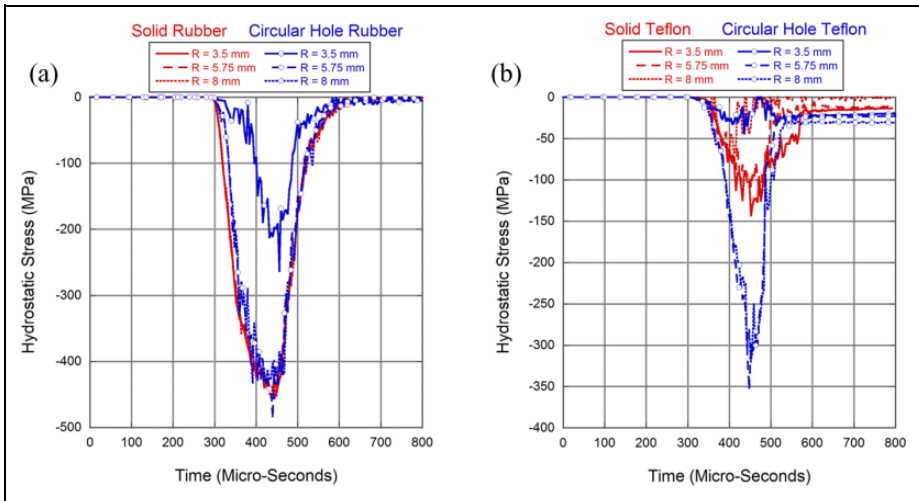 Solid Rubber Circular Hole Rubber
R = 3.5 mm R = 3.5 mm
R = 5.75 mm R = 5.75 mm
R = 8 mm R = 8 mm
(a)
0
-100
-200
-300
-400
-500
Hydrostatic Stress (MPa)
0 100 200 300 400 500 600 700 800
Time (Micro-Seconds)
Solid Teflon Circular Hole Teflon
R = 3.5 mm R = 3.5 mm
R = 5.75 mm R = 5.75 mm
R = 8 mm R = 8 mm
(b)
0
-50
-100
-150
-200
-250
-300
-350
-400
Hydrostatic Stress (MPa)
0 100 200 300 400 500 600 700 800
Time (Micro-Seconds)